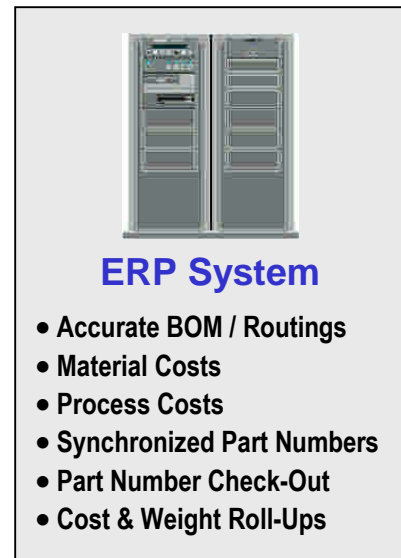 ERP System
• Accurate BOM / Routings
• Material Costs
• Process Costs
• Synchronized Part Numbers
• Part Number Check-Out
• Cost & Weight Roll-Ups